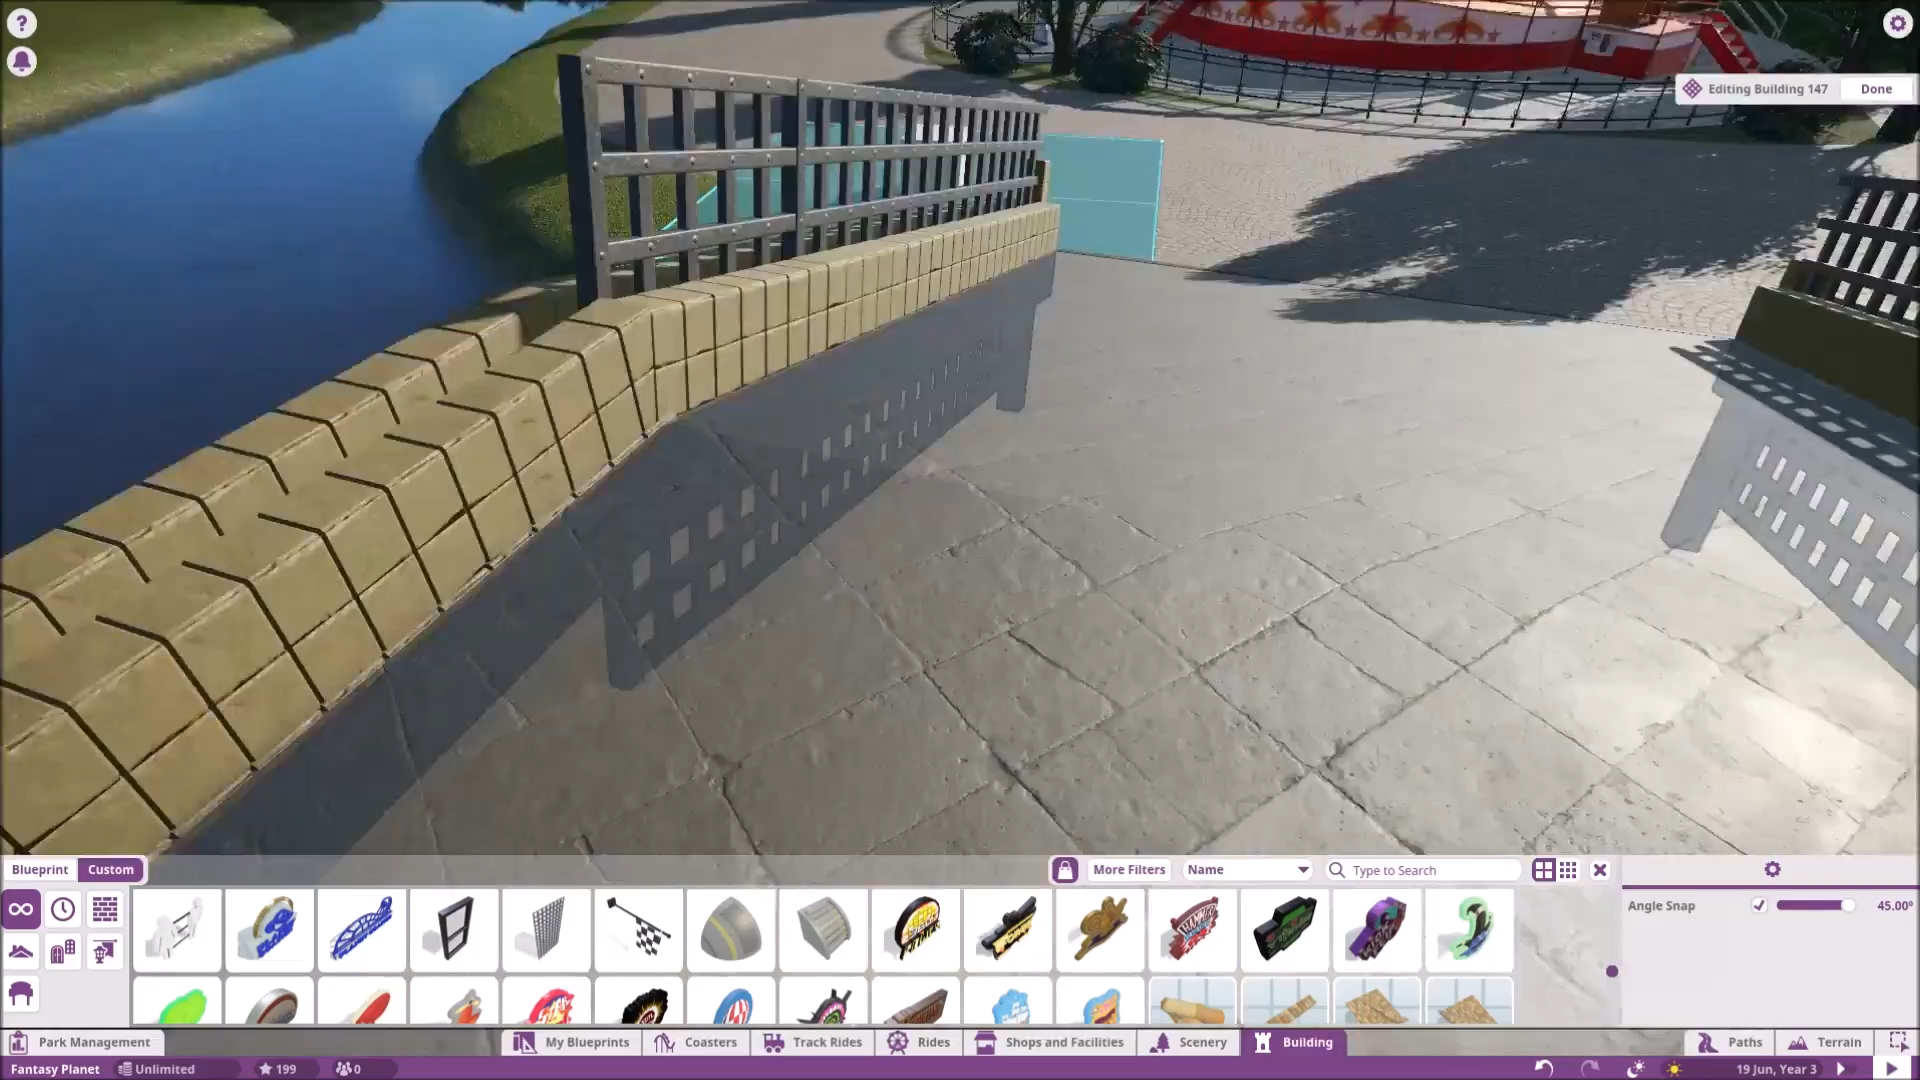 ?
Editing Building 147 Done
Blueprint Custom
More Filters Name Type to Search
Angle Snap 45.00°
Park Management My Blueprints Coasters Track Rides Rides Shops and Facilities Scenery Building Paths Terrain
Fantasy Planet Unlimited 199 0 19 Jun, Year 3